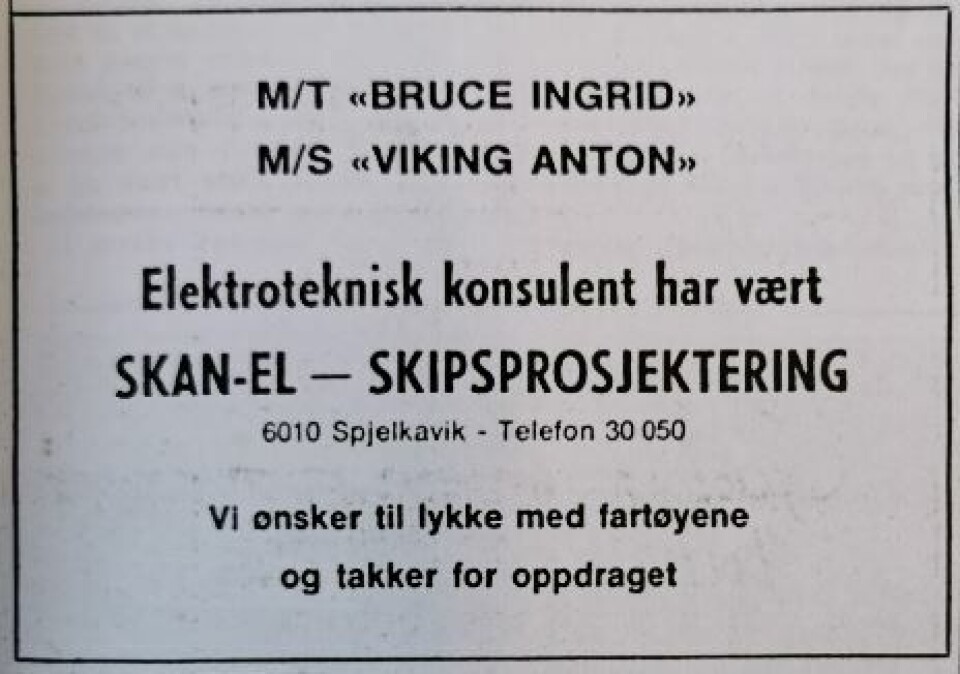 M/T «BRUCE INGRID»
M/S «VIKING ANTON»
Elektroteknisk konsulent har vært
SKAN-EL — SKIPSPROSJEKTERING
6010 Spjelkavik - Telefon 30 050
Vi ønsker til lykke med fartøyene
og takker for oppdraget